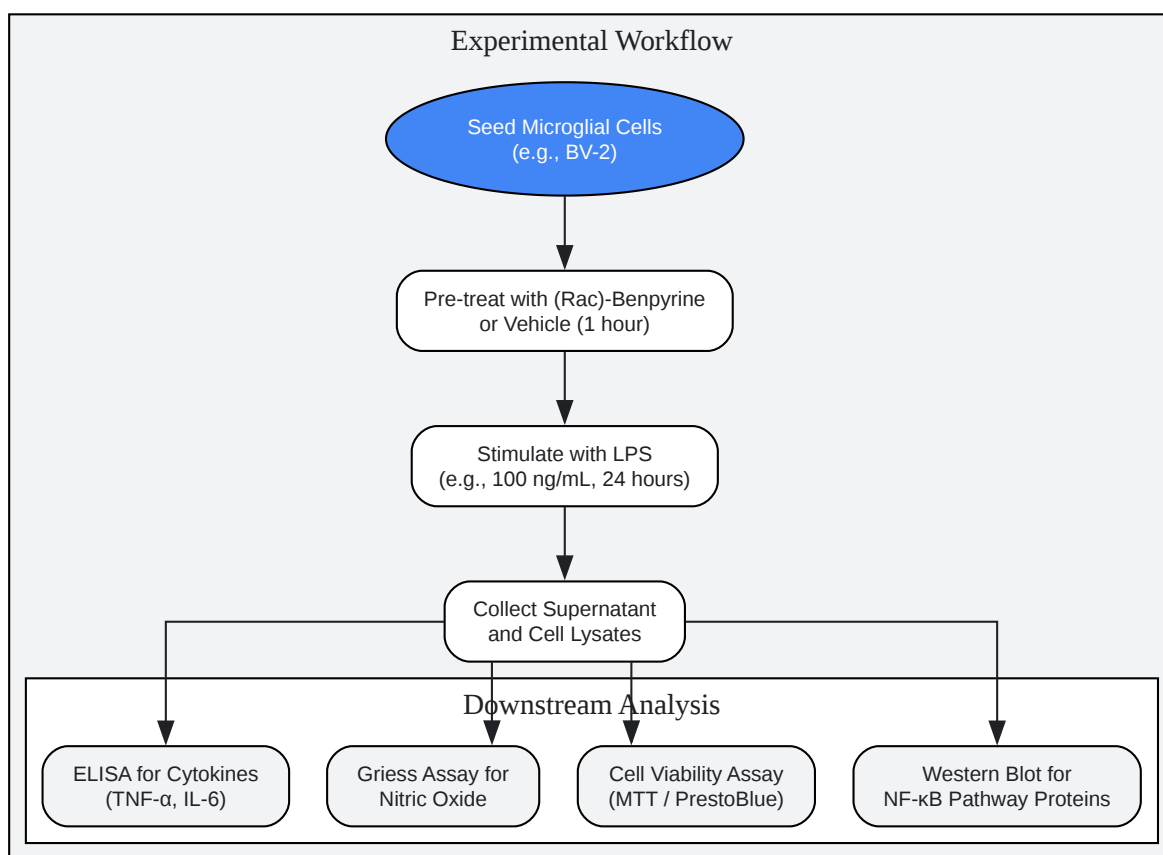 Experimental Workflow
Seed Microglial Cells
(e.g., BV-2)
Pre-treat with (Rac)-Benpyrine
or Vehicle (1 hour)
Stimulate with LPS
(e.g., 100 ng/mL, 24 hours)
Collect Supernatant
and Cell Lysates
Downstream Analysis
ELISA for Cytokines
(TNF-α, IL-6)
Griess Assay for
Nitric Oxide
Cell Viability Assay
(MTT / PrestoBlue)
Western Blot for
NF-κB Pathway Proteins